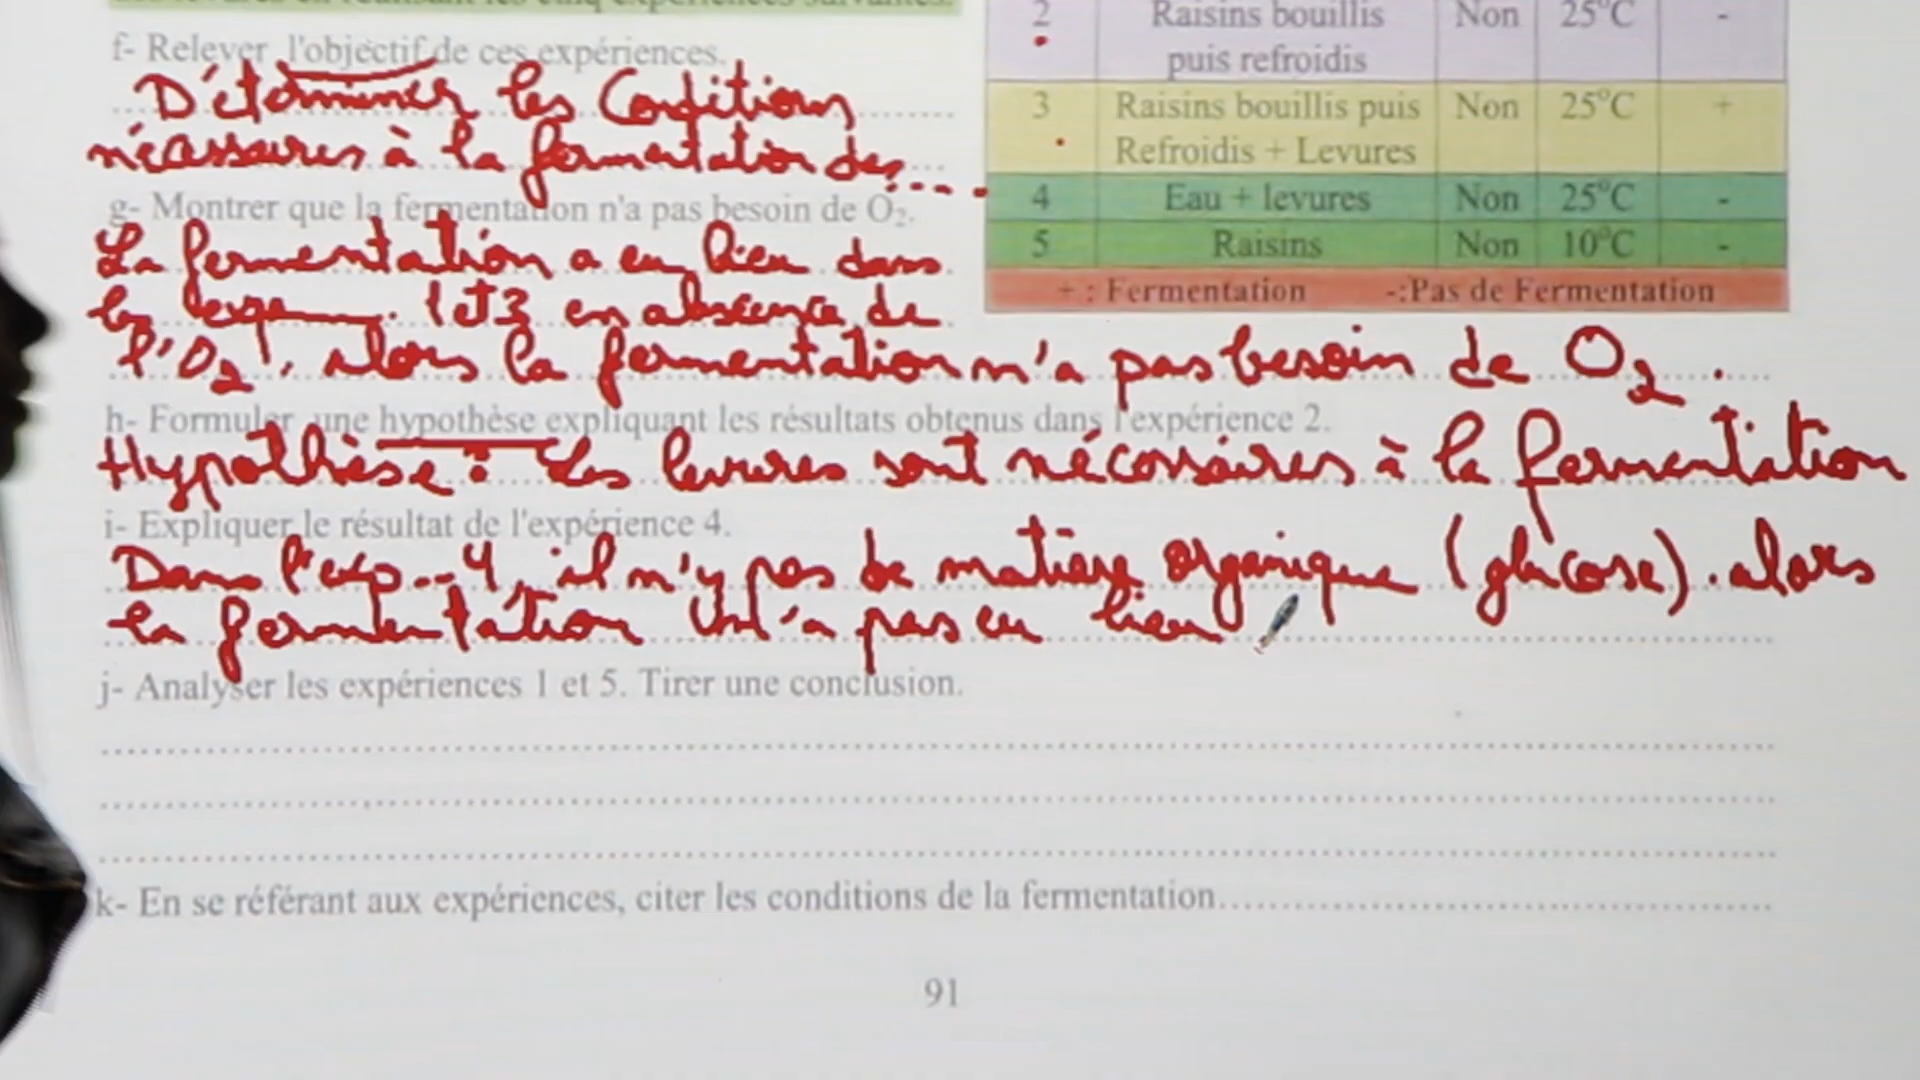 f- Relever l'objectif de ces expériences.
Déterminer les Conditions
nécessaires à la fermentation des....
g- Montrer que la fermentation n'a pas besoin de O₂.
La fermentation a eu lieu dans
les 1 et 3 en absence de
l'O₂, alors la fermentation n'a pas besoin de O₂.
h- Formuler une hypothèse expliquant les résultats obtenus dans l'expérience 2.
Hypothèse : Les levures sont nécessaires à la fermentation
i- Expliquer le résultat de l'expérience 4.
Dans l'exp...4, il n'y pas de matière organique (glucose). alors
la fermentation n'a pas eu lieu
j- Analyser les expériences 1 et 5. Tirer une conclusion.
k- En se référant aux expériences, citer les conditions de la fermentation
91
2 Raisins bouillis Non 25°C -
puis refroidis
3 Raisins bouillis puis Non 25°C +
Refroidis + Levures
4 Eau + levures Non 25°C -
5 Raisins Non 10°C -
+ : Fermentation -:Pas de Fermentation